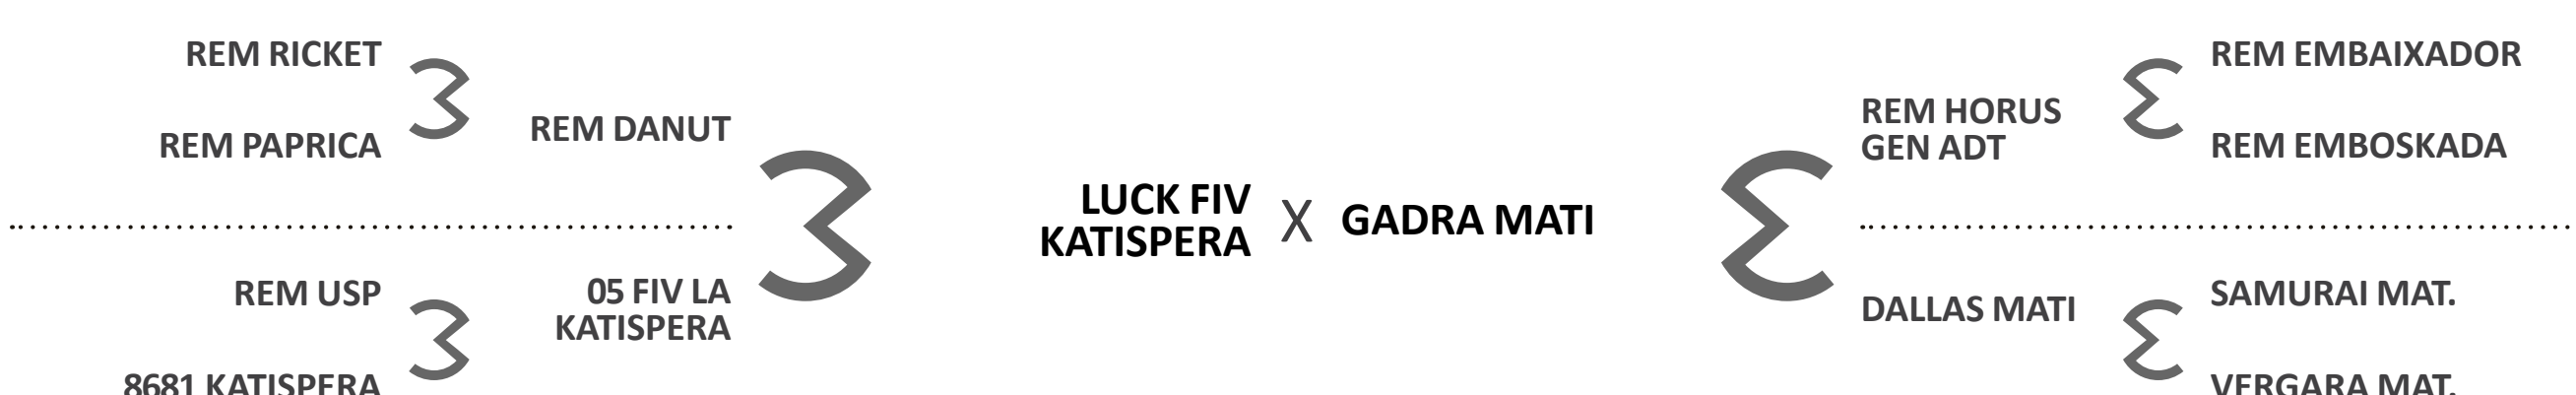 REM RICKET
REM PAPRICA
REM DANUT
REM USP
8681 KATISPERA
05 FIV LA
KATISPERA
LUCK FIV
KATISPERA
X
GADRA MATI
REM HORUS
GEN ADT
REM EMBAIXADOR
REM EMBOSKADA
DALLAS MATI
SAMURAI MAT.
VERGARA MAT.